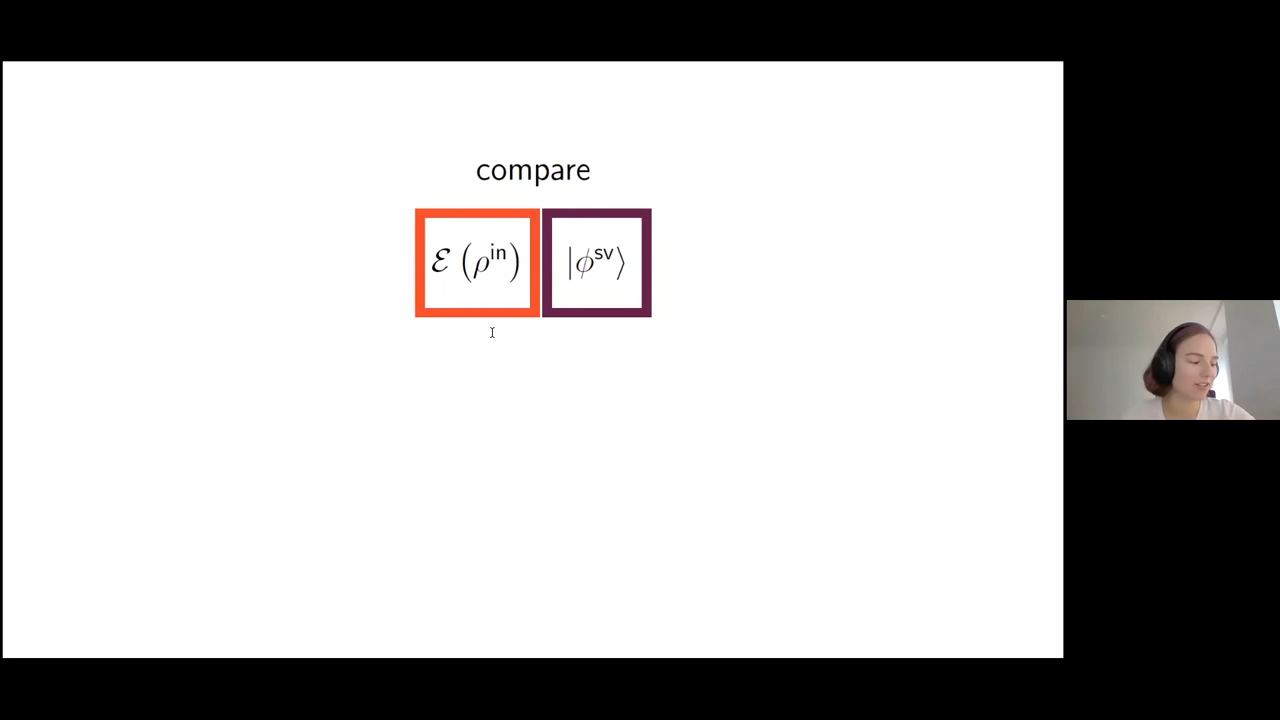 compare
ℰ (ρ^in) |ϕ^sv⟩